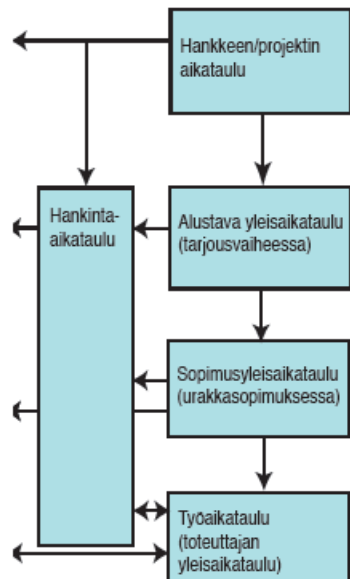 Hankkeen/projektin
aikataulu
Hankinta-
aikataulu
Alustava yleisaikataulu
(tarjousvaiheessa)
Sopimusyleisaikataulu
(urakkasopimuksessa)
Työaikataulu
(toteuttajan
yleisaikataulu)